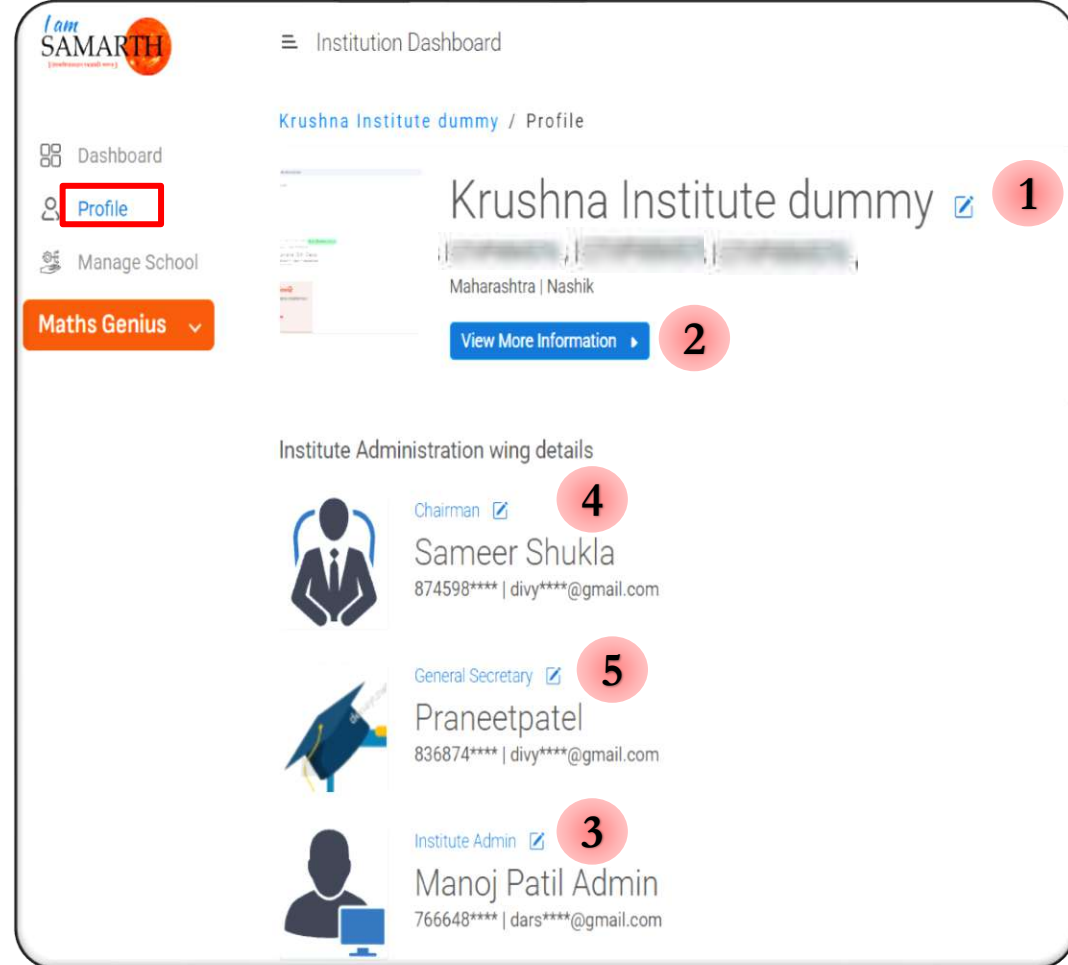 I am
SAMARTH
Institution Dashboard
Krushna Institute dummy / Profile
Dashboard
Profile
Manage School
Maths Genius
Krushna Institute dummy
1
Maharashtra | Nashik
View More Information
2
Institute Administration wing details
Chairman
4
Sameer Shukla
874598**** | divy****@gmail.com
General Secretary
5
Praneetpatel
836874**** | divy****@gmail.com
Institute Admin
3
Manoj Patil Admin
766648**** | dars****@gmail.com